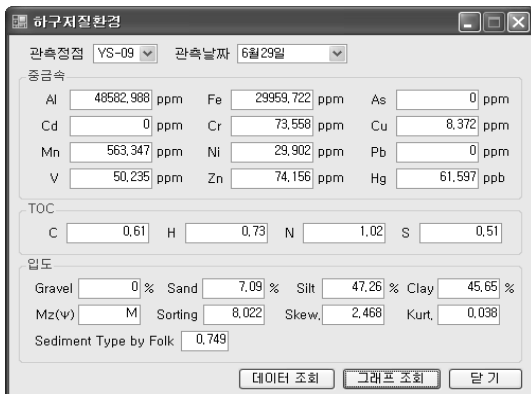 하구저질환경
관측정점 YS-09 관측날짜 6월29일
중금속
Al 48582,988 ppm Fe 29959,722 ppm As 0 ppm
Cd 0 ppm Cr 73,558 ppm Cu 8,372 ppm
Mn 563,347 ppm Ni 29,902 ppm Pb 0 ppm
V 50,235 ppm Zn 74,156 ppm Hg 61,597 ppb
TOC
C 0,61 H 0,73 N 1,02 S 0,51
입도
Gravel 0 % Sand 7,09 % Silt 47,26 % Clay 45,65 %
Mz(Ψ) M Sorting 8,022 Skew, 2,468 Kurt, 0,038
Sediment Type by Folk 0,749
데이터 조회 그래프 조회 닫 기